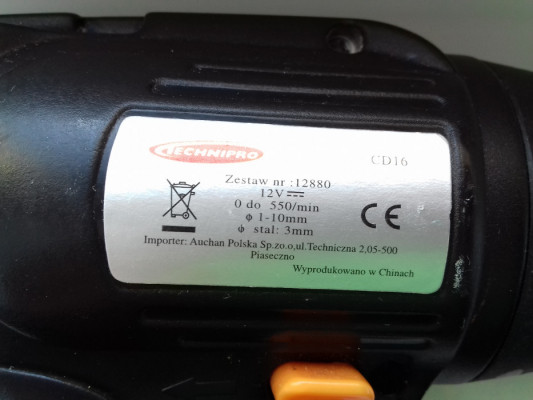 TECHNIPRO
CD16
Zestaw nr :12880
12V
0 do 550/min
φ 1-10mm
φ stal: 3mm
CE
Importer: Auchan Polska Sp.zo.o,ul.Techniczna 2,05-500
Piaseczno
Wyprodukowano w Chinach